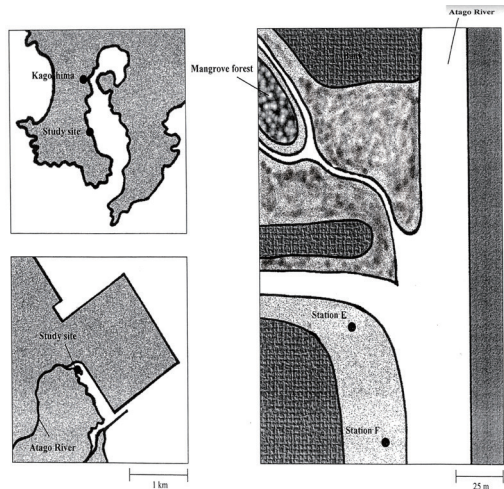 Kagoshima
Study site
Study site
Atago River
1 km
Atago River
Mangrove forest
Station E
Station F
25 m